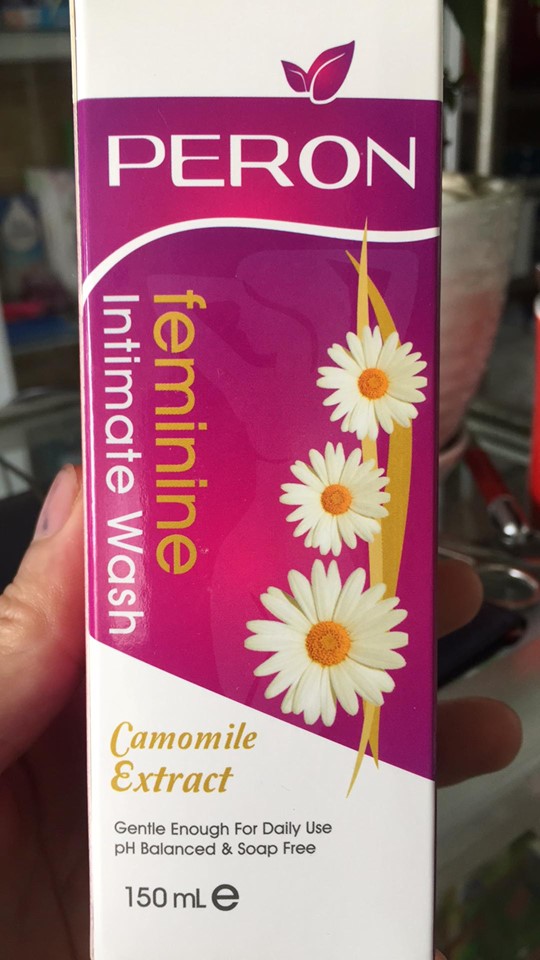 PERON
feminine
Intimate Wash
Camomile
Extract
Gentle Enough For Daily Use
pH Balanced & Soap Free
150 mL ℮